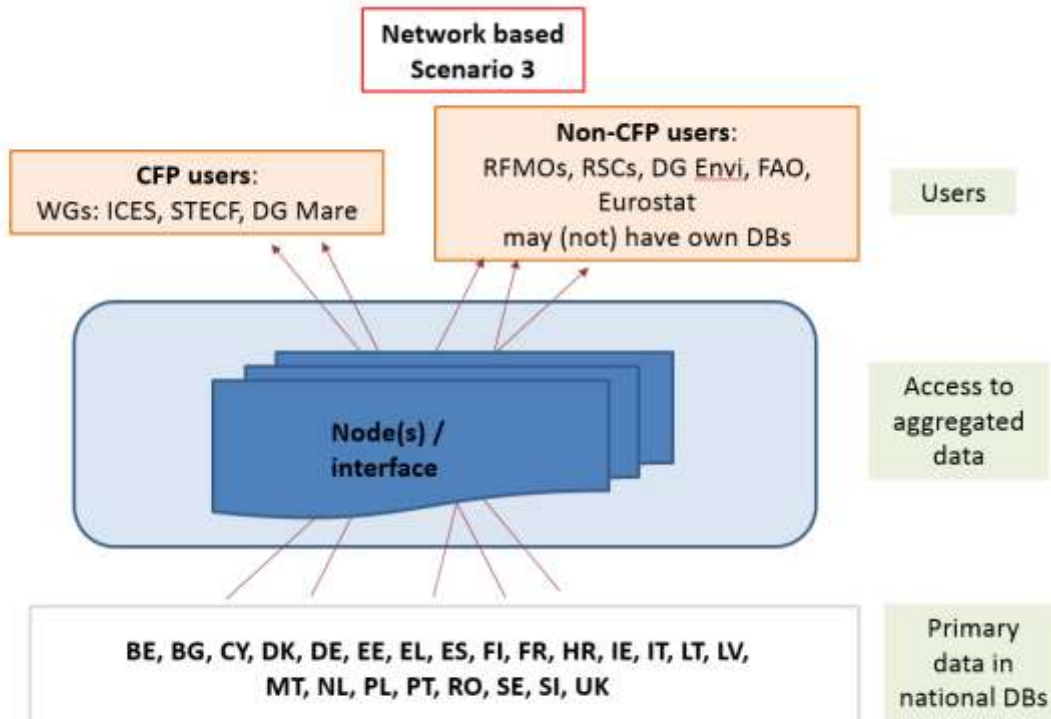 Network based
Scenario 3
CFP users:
WGs: ICES, STECF, DG Mare
Non-CFP users:
RFMOs, RSCs, DG Envi, FAO,
Eurostat
may (not) have own DBs
Users
Node(s) /
interface
Access to
aggregated
data
BE, BG, CY, DK, DE, EE, EL, ES, FI, FR, HR, IE, IT, LT, LV,
MT, NL, PL, PT, RO, SE, SI, UK
Primary
data in
national DBs